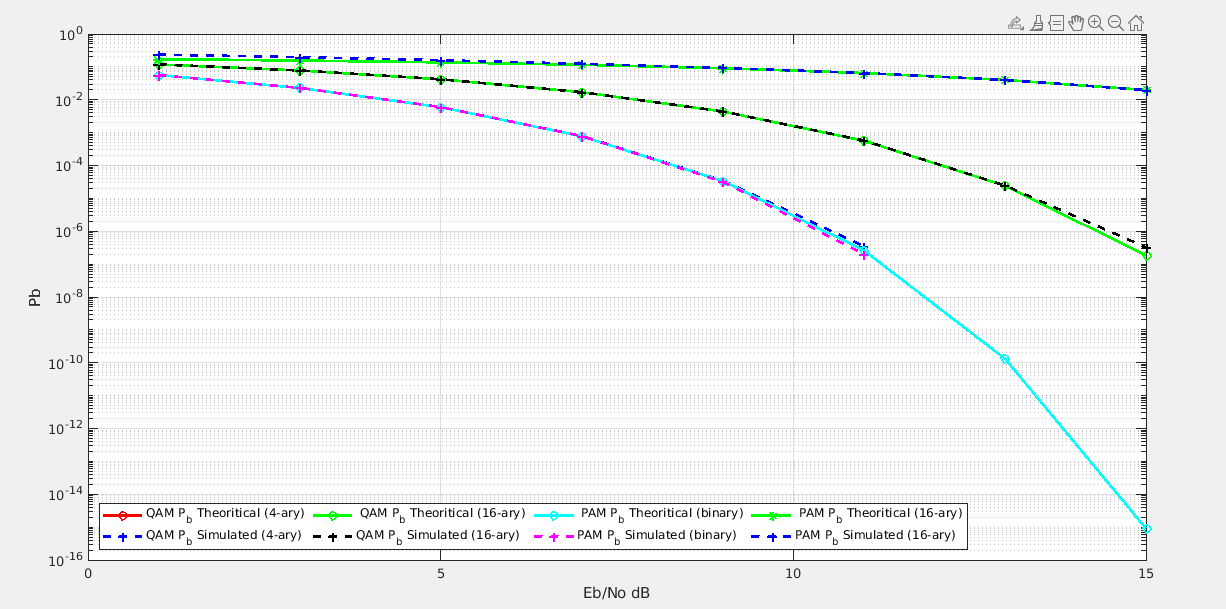 10^0
10^-2
10^-4
10^-6
10^-8
10^-10
10^-12
10^-14
10^-16
Pb
QAM P_b Theoritical (4-ary) QAM P_b Theoritical (16-ary) PAM P_b Theoritical (binary) PAM P_b Theoritical (16-ary)
QAM P_b Simulated (4-ary) QAM P_b Simulated (16-ary) PAM P_b Simulated (binary) PAM P_b Simulated (16-ary)
0 5 10 15
Eb/No dB